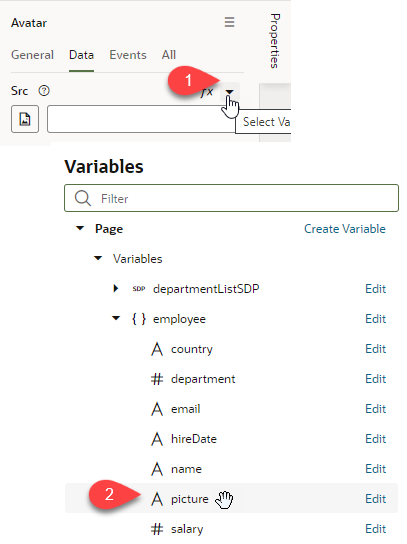 Avatar
Properties
General Data Events All
1
Src ? fx
Select Va
Variables
Filter
Page Create Variable
Variables
SDP departmentListSDP Edit
{ } employee Edit
A country Edit
# department Edit
A email Edit
A hireDate Edit
A name Edit
2 A picture Edit
# salary Edit